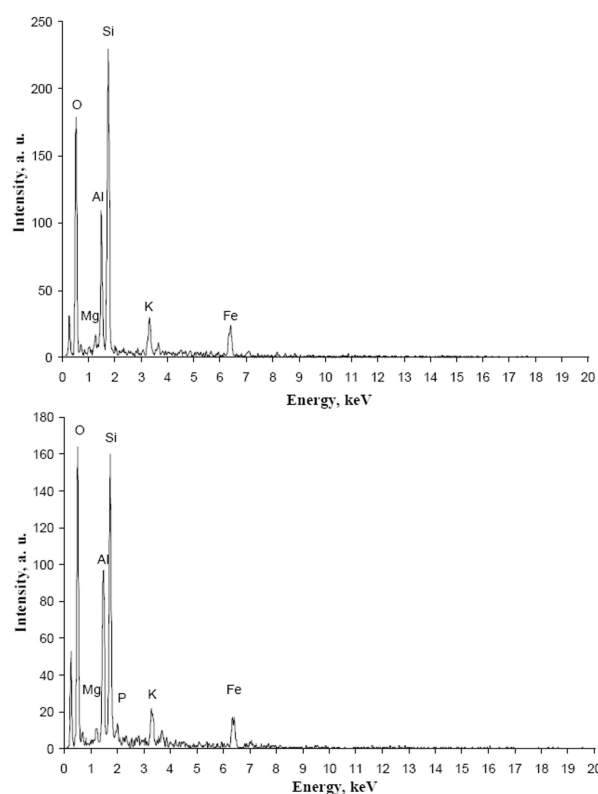 250
Si
200
O
150
Al
100
50
Mg
K
Fe
0
Intensity, a. u.
0 1 2 3 4 5 6 7 8 9 10 11 12 13 14 15 16 17 18 19 20
Energy, keV
180
O
Si
160
140
120
100
Al
80
60
40
Mg
P
K
Fe
20
0
Intensity, a. u.
0 1 2 3 4 5 6 7 8 9 10 11 12 13 14 15 16 17 18 19 20
Energy, keV